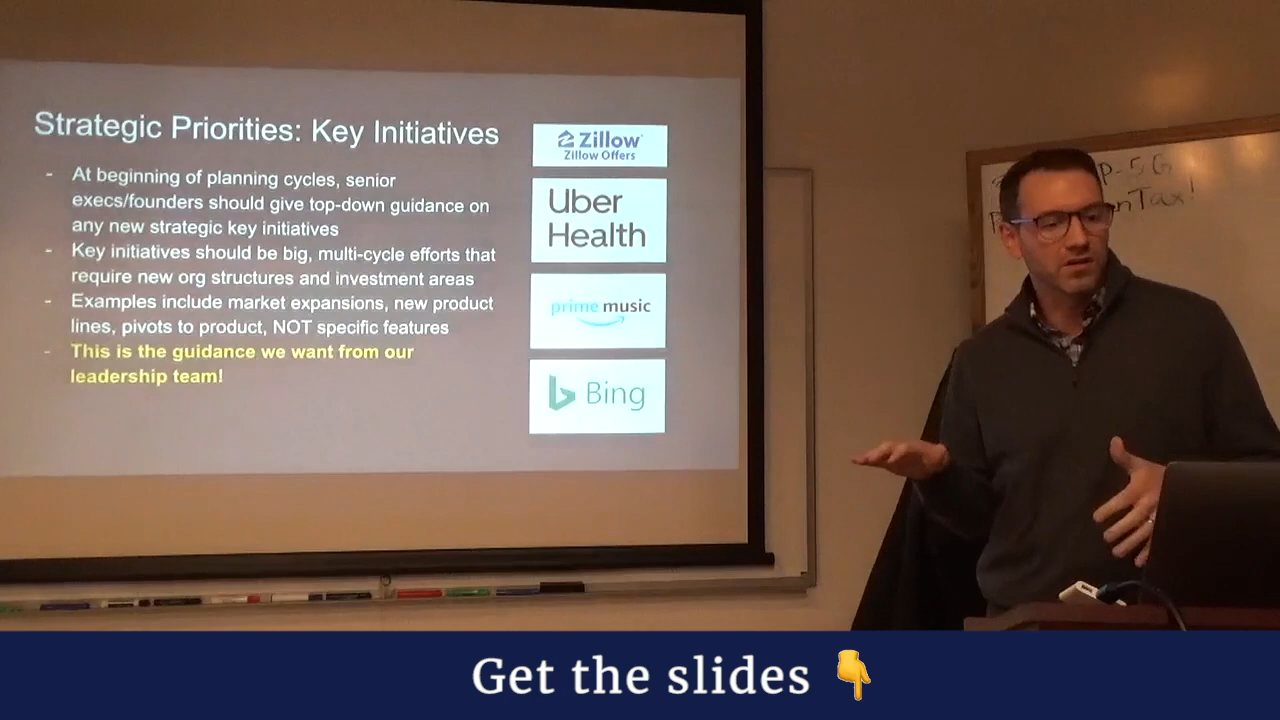 Strategic Priorities: Key Initiatives
- At beginning of planning cycles, senior
execs/founders should give top-down guidance on
any new strategic key initiatives
- Key initiatives should be big, multi-cycle efforts that
require new org structures and investment areas
- Examples include market expansions, new product
lines, pivots to product, NOT specific features
- This is the guidance we want from our
leadership team!
Zillow
Zillow Offers
Uber
Health
prime music
Bing
P-5G
Tax!
Get the slides 👇